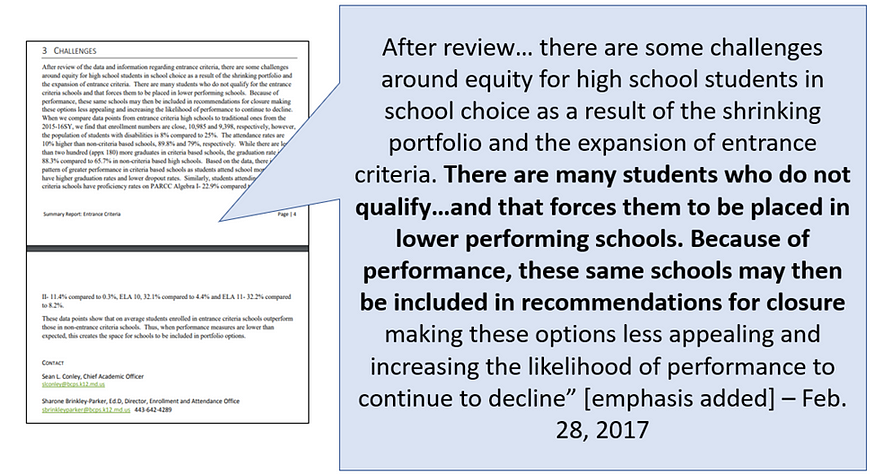 3 CHALLENGES
After review of the data and information regarding entrance criteria, there are some challenges
around equity for high school students in school choice as a result of the shrinking portfolio and
the expansion of entrance criteria. There are many students who do not qualify for the entrance
criteria schools and that forces them to be placed in lower performing schools. Because of
performance, these same schools may then be included in recommendations for closure making
these options less appealing and increasing the likelihood of performance to continue to decline.
When we compare data points from entrance criteria high schools to traditional ones from the
2015-16SY, we find that enrollment numbers are close, 10,985 and 9,398, respectively, however,
the population of students with disabilities is 8% compared to 25%. The attendance rates are
10% higher than non-criteria based schools, 89.8% and 79%, respectively. While there are
than two hundred (aprx. 180) more graduates in criteria schools, the graduation rate
88.3% compared to 65.7% in non-criteria based high schools. Based on the data, there
pattern of greater performance in criteria based schools as students attend school
have higher graduation rates and lower dropout rates. Similarly, students
criteria schools have proficiency rates on PARCC Algebra I- 22.9% compared
Summary Report: Entrance Criteria
Page | 4
II- 11.4% compared to 0.3%, ELA 10, 32.1% compared to 4.4% and ELA 11- 32.2% compared
to 8.2%.
These data points show that on average students enrolled in entrance criteria schools outperform
those in non-entrance criteria schools. Thus, when performance measures are lower than
expected, this creates the space for schools to be included in portfolio options.
CONTACT
Sean L. Conley, Chief Academic Officer
slconley@bcps.k12.md.us
Sharone Brinkley-Parker, Ed.D, Director, Enrollment and Attendance Office
sbrinkleyparker@bcps.k12.md.us 443-642-4289
After review… there are some challenges
around equity for high school students in
school choice as a result of the shrinking
portfolio and the expansion of entrance
criteria. There are many students who do not
qualify…and that forces them to be placed in
lower performing schools. Because of
performance, these same schools may then
be included in recommendations for closure
making these options less appealing and
increasing the likelihood of performance to
continue to decline” [emphasis added] – Feb.
28, 2017